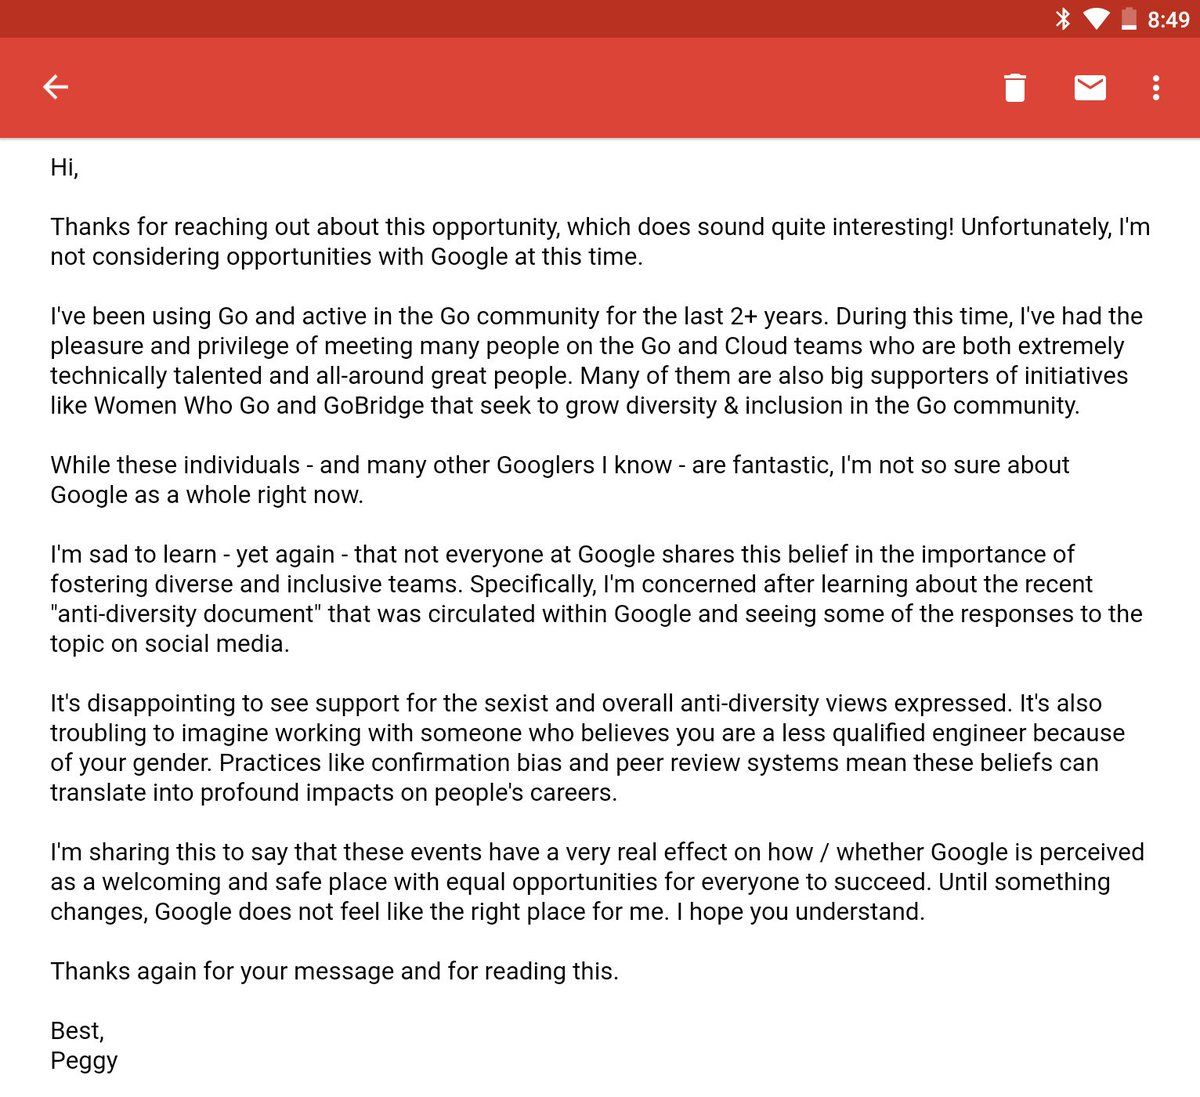 8:49
Hi,
Thanks for reaching out about this opportunity, which does sound quite interesting! Unfortunately, I'm
not considering opportunities with Google at this time.
I've been using Go and active in the Go community for the last 2+ years. During this time, I've had the
pleasure and privilege of meeting many people on the Go and Cloud teams who are both extremely
technically talented and all-around great people. Many of them are also big supporters of initiatives
like Women Who Go and GoBridge that seek to grow diversity & inclusion in the Go community.
While these individuals - and many other Googlers I know - are fantastic, I'm not so sure about
Google as a whole right now.
I'm sad to learn - yet again - that not everyone at Google shares this belief in the importance of
fostering diverse and inclusive teams. Specifically, I'm concerned after learning about the recent
"anti-diversity document" that was circulated within Google and seeing some of the responses to the
topic on social media.
It's disappointing to see support for the sexist and overall anti-diversity views expressed. It's also
troubling to imagine working with someone who believes you are a less qualified engineer because
of your gender. Practices like confirmation bias and peer review systems mean these beliefs can
translate into profound impacts on people's careers.
I'm sharing this to say that these events have a very real effect on how / whether Google is perceived
as a welcoming and safe place with equal opportunities for everyone to succeed. Until something
changes, Google does not feel like the right place for me. I hope you understand.
Thanks again for your message and for reading this.
Best,
Peggy